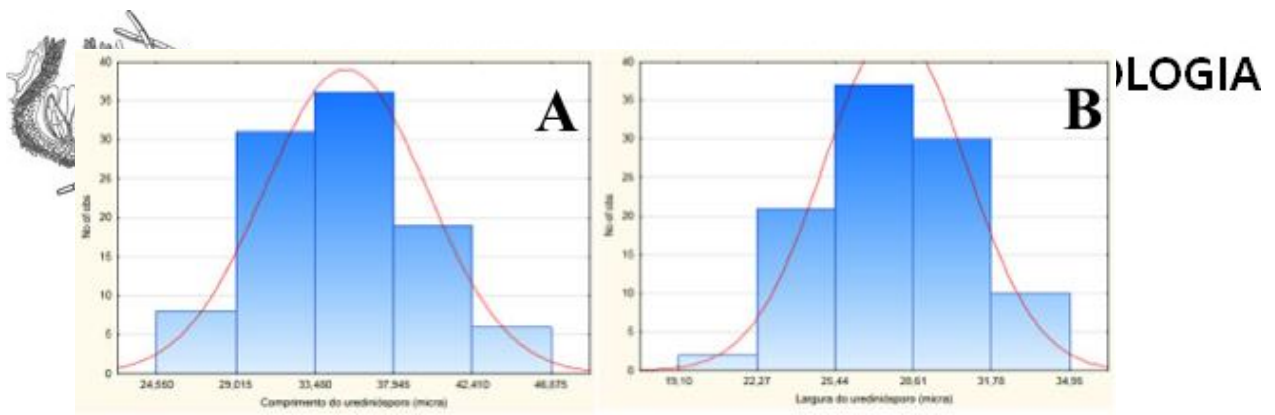 OLOGIA
A
40
35
30
25
20
15
10
5
0
No of obs
24,550 29,015 33,480 37,945 42,410 46,875
Comprimento do urediniósporo (micra)
B
40
35
30
25
20
15
10
5
0
No of obs
19,10 22,27 25,44 28,61 31,78 34,95
Largura do urediniósporo (micra)